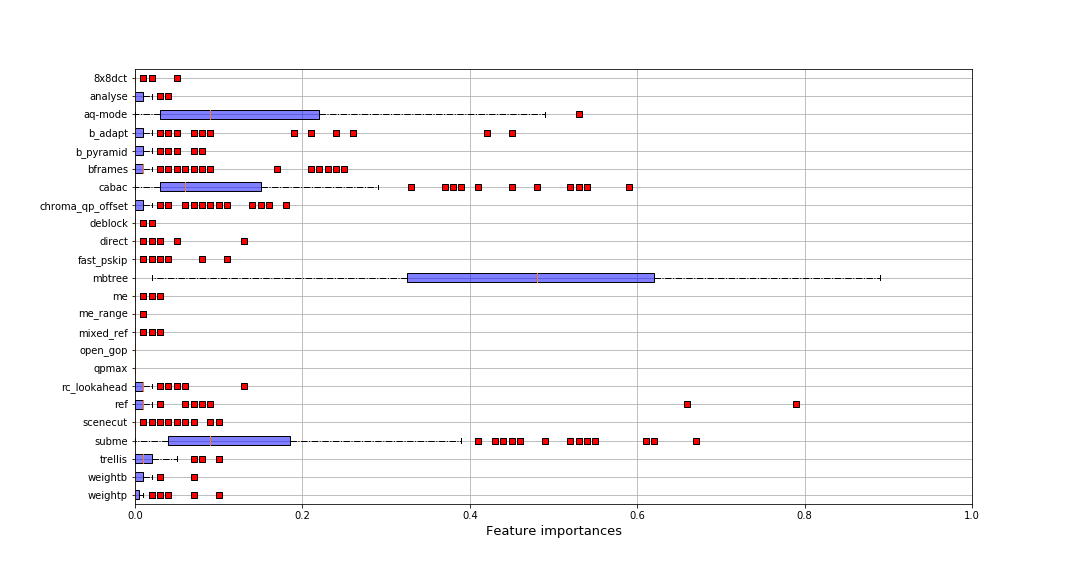 8x8dct
analyse
aq-mode
b_adapt
b_pyramid
bframes
cabac
chroma_qp_offset
deblock
direct
fast_pskip
mbtree
me
me_range
mixed_ref
open_gop
qpmax
rc_lookahead
ref
scenecut
subme
trellis
weightb
weightp
0.0 0.2 0.4 0.6 0.8 1.0
Feature importances